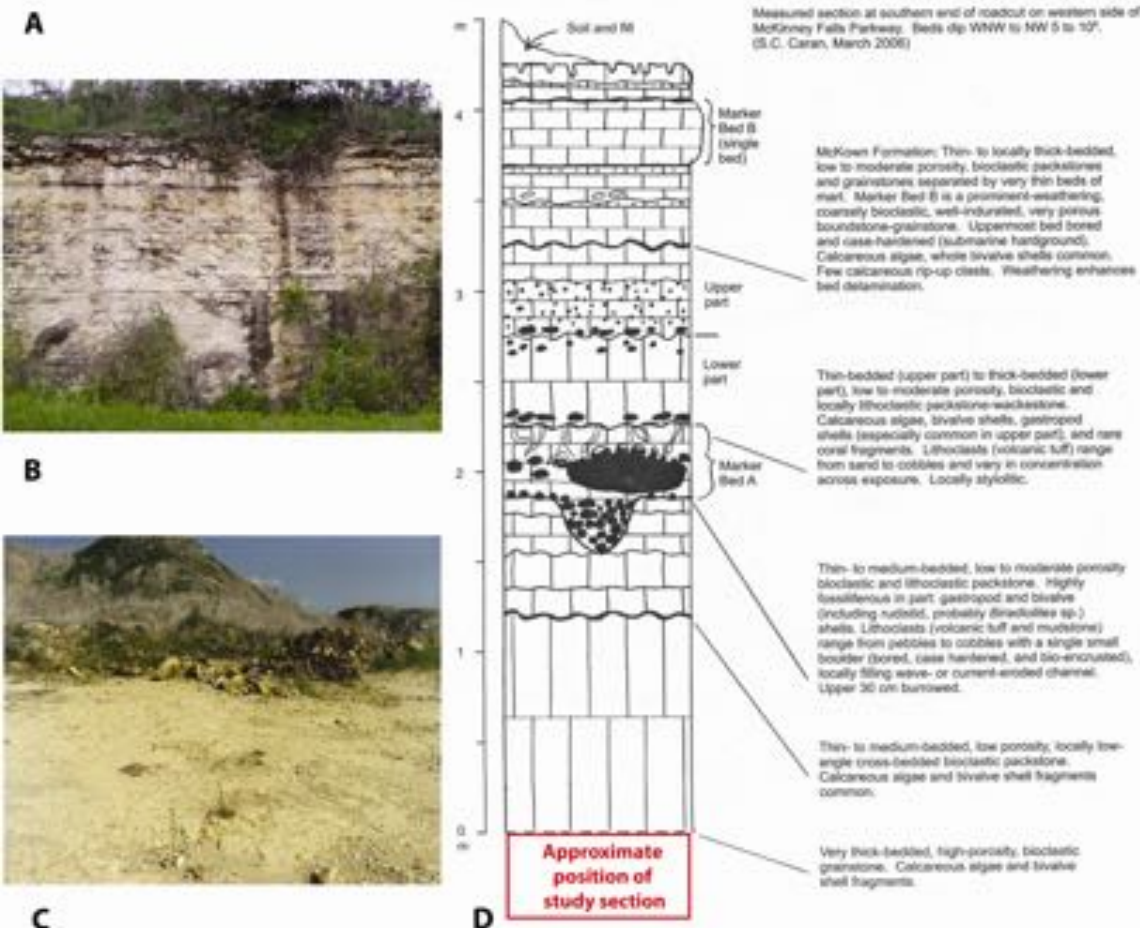 A
B
C
D
Measured section at southern end of roadcut on western side of
McKinney Falls Parkway. Beds dip WNW to NW 5 to 10°.
(S.C. Caran, March 2006)
Soil and fill
m
4
3
2
1
0
m
Marker
Bed B
(single
bed)
McKown Formation: Thin- to locally thick-bedded,
low to moderate porosity, bioclastic packstones
and grainstones separated by very thin beds of
marl. Marker Bed B is a prominent-weathering,
coarsely bioclastic, well-indurated, very porous
boundstone-grainstone. Uppermost bed bored
and case-hardened (submarine hardground).
Calcareous algae, whole bivalve shells common.
Few calcareous rip-up clasts. Weathering enhances
bed delamination.
Upper
part
Lower
part
Thin-bedded (upper part) to thick-bedded (lower
part), low to moderate porosity, bioclastic and
locally lithoclastic packstone-wackestone.
Calcareous algae, bivalve shells, gastropod
shells (especially common in upper part), and rare
coral fragments. Lithoclasts (volcanic tuff) range
from sand to cobbles and vary in concentration
across exposure. Locally stylolitic.
Marker
Bed A
Thin- to medium-bedded, low to moderate porosity
bioclastic and lithoclastic packstone. Highly
fossiliferous in part: gastropod and bivalve
(including rudistid, probably Biradiolites sp.)
shells. Lithoclasts (volcanic tuff and mudstone)
range from pebbles to cobbles with a single small
boulder (bored, case hardened, and bio-encrusted),
locally filling wave- or current-eroded channel.
Upper 30 cm burrowed.
Thin- to medium-bedded, low porosity, locally low-
angle cross-bedded bioclastic packstone.
Calcareous algae and bivalve shell fragments
common.
Very thick-bedded, high-porosity, bioclastic
grainstone. Calcareous algae and bivalve
shell fragments.
Approximate
position of
study section